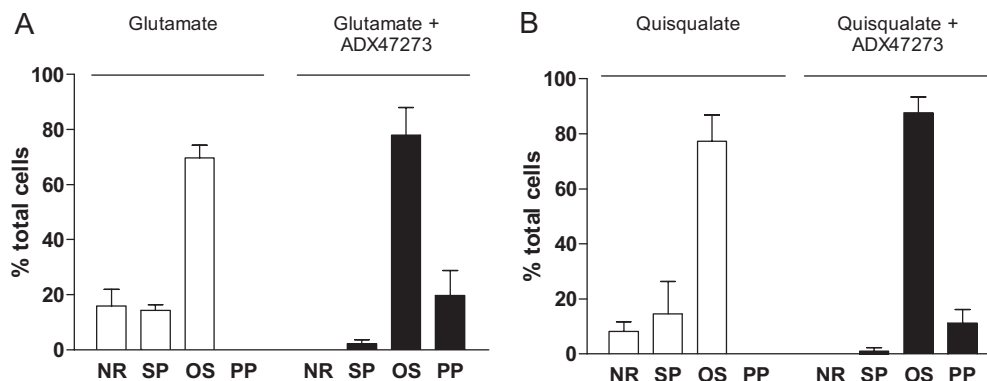 A
Glutamate
Glutamate +
ADX47273
% total cells
100
80
60
40
20
0
NR SP OS PP NR SP OS PP
B
Quisqualate
Quisqualate +
ADX47273
% total cells
100
80
60
40
20
0
NR SP OS PP NR SP OS PP